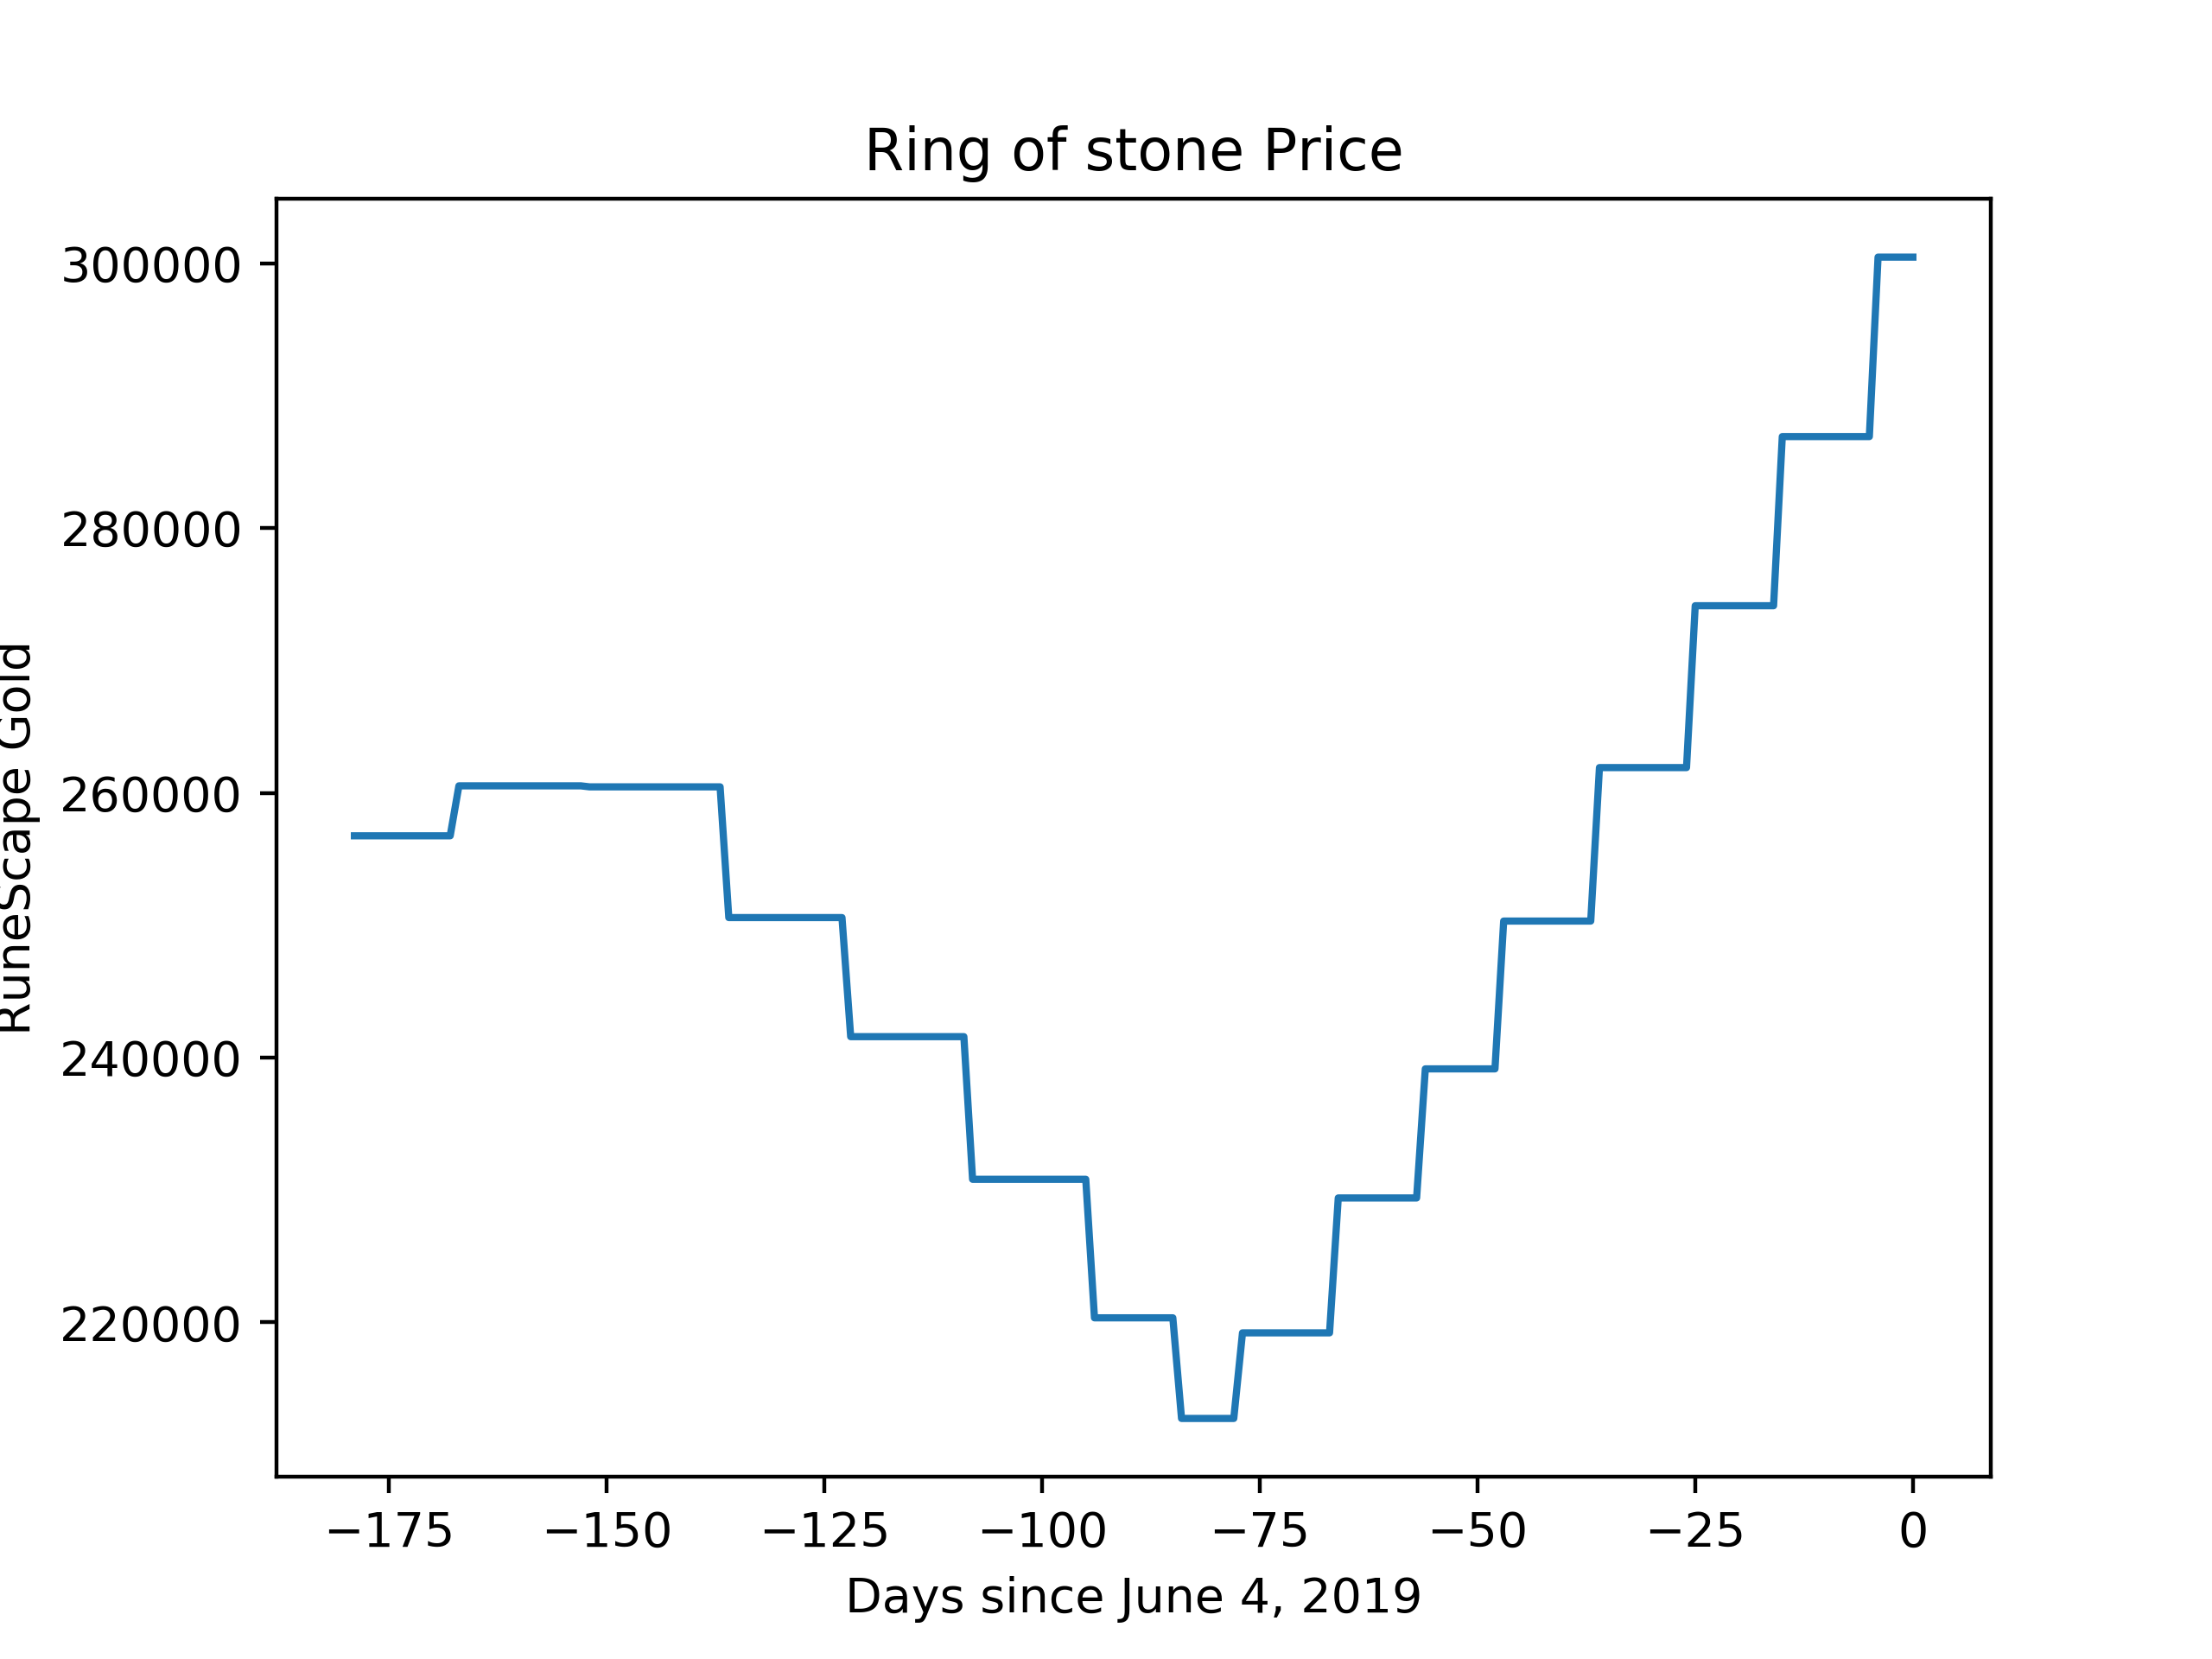 Ring of stone Price
300000
280000
260000
240000
220000
RuneScape Gold
−175 −150 −125 −100 −75 −50 −25 0
Days since June 4, 2019